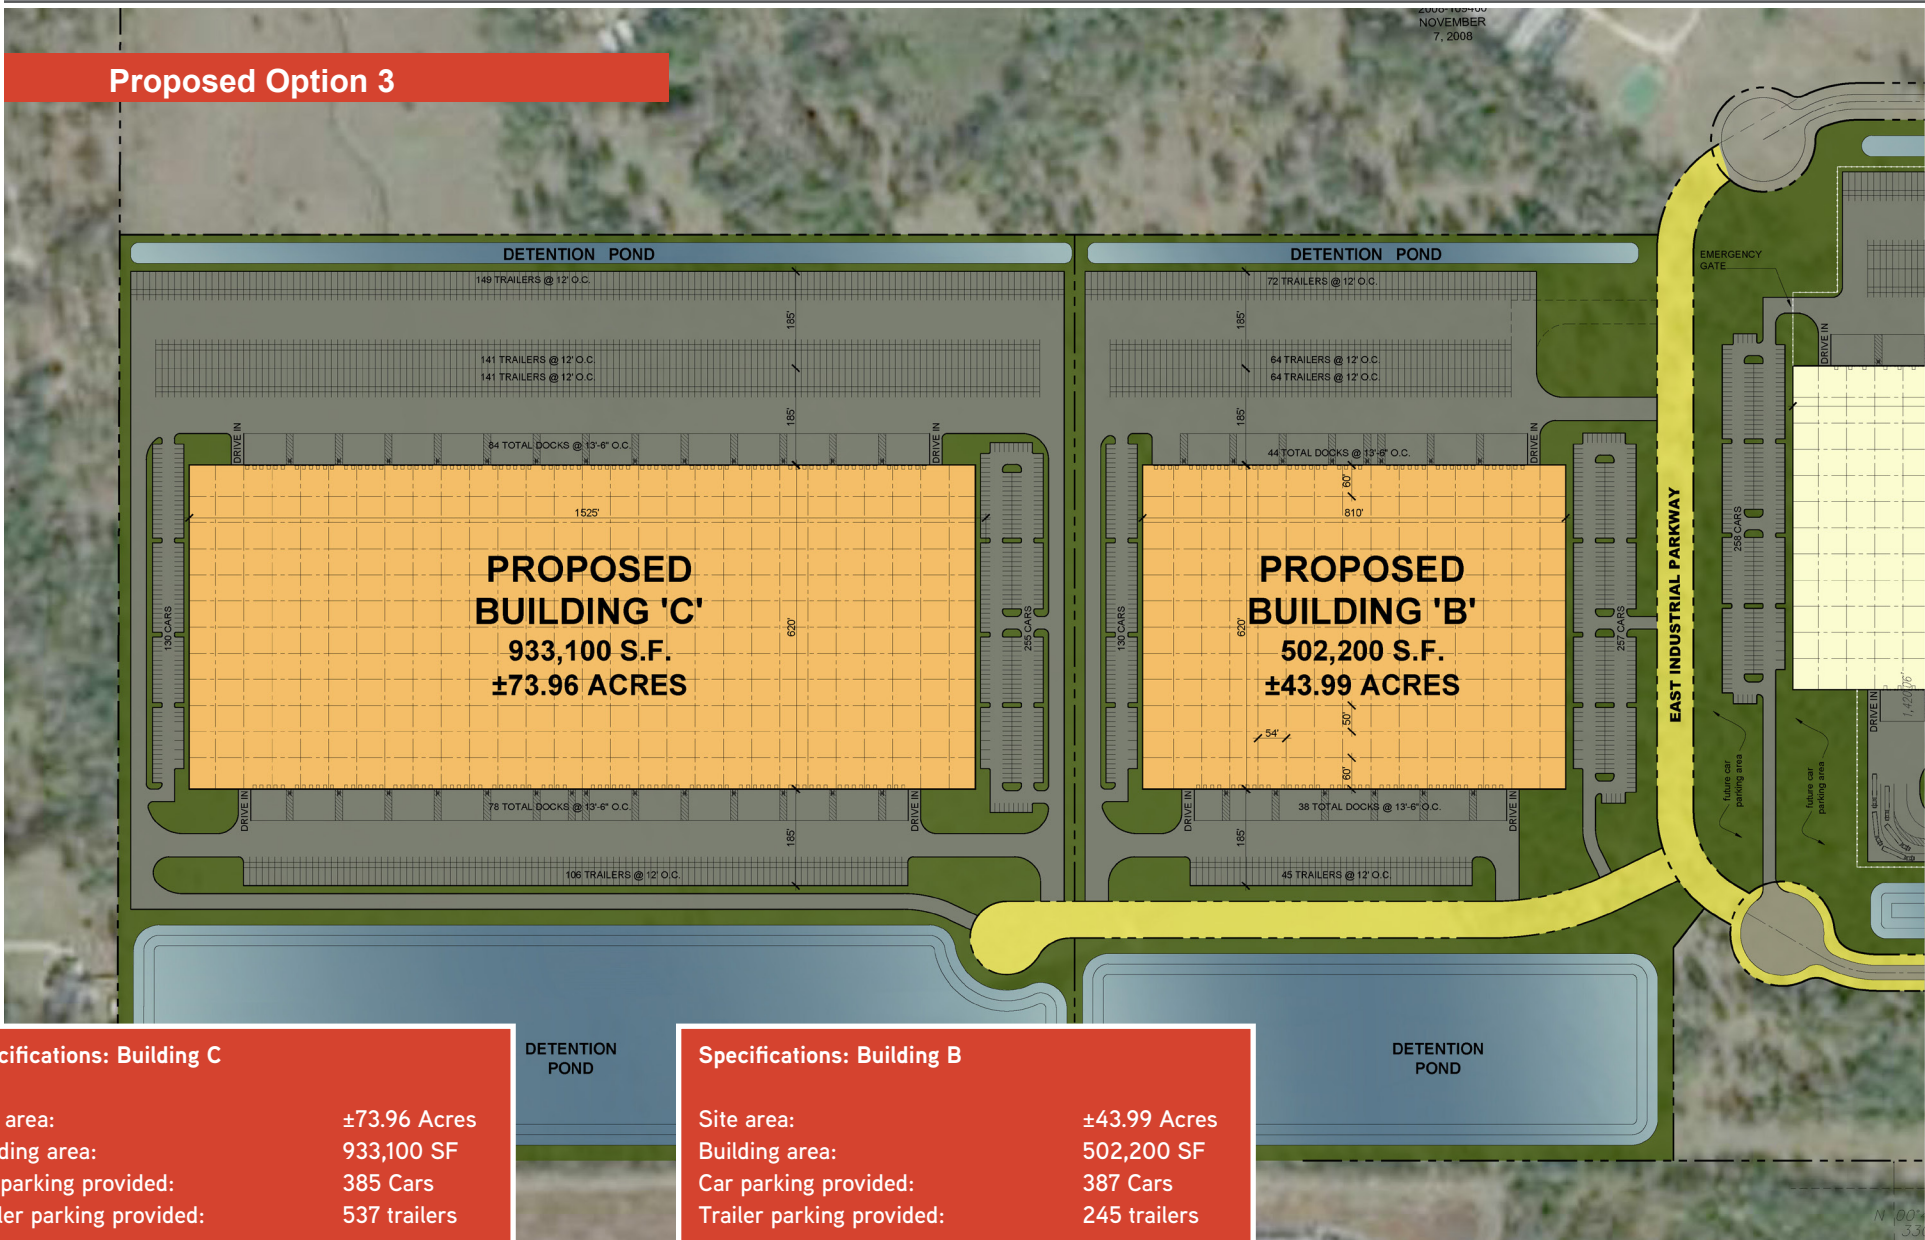 NOVEMBER
7, 2008
Proposed Option 3
DETENTION POND
DETENTION POND
149 TRAILERS @ 12' O.C.
72 TRAILERS @ 12' O.C.
EMERGENCY
GATE
185'
185'
141 TRAILERS @ 12' O.C.
141 TRAILERS @ 12' O.C.
64 TRAILERS @ 12' O.C.
64 TRAILERS @ 12' O.C.
DRIVE IN
185'
185'
DRIVE IN
84 TOTAL DOCKS @ 13'-6" O.C.
DRIVE IN
44 TOTAL DOCKS @ 13'-6" O.C.
DRIVE IN
60'
1525'
810'
PROPOSED
BUILDING 'C'
933,100 S.F.
±73.96 ACRES
PROPOSED
BUILDING 'B'
502,200 S.F.
±43.99 ACRES
130 CARS
620'
255 CARS
130 CARS
620'
257 CARS
EAST INDUSTRIAL PARKWAY
258 CARS
50'
54'
60'
DRIVE IN
1,420.06'
future car
parking area
future car
parking area
DRIVE IN
78 TOTAL DOCKS @ 13'-6" O.C.
DRIVE IN
DRIVE IN
38 TOTAL DOCKS @ 13'-6" O.C.
DRIVE IN
185'
185'
106 TRAILERS @ 12' O.C.
45 TRAILERS @ 12' O.C.
DETENTION
POND
DETENTION
POND
cifications: Building C
area: ±73.96 Acres
ding area: 933,100 SF
parking provided: 385 Cars
ler parking provided: 537 trailers
Specifications: Building B
Site area: ±43.99 Acres
Building area: 502,200 SF
Car parking provided: 387 Cars
Trailer parking provided: 245 trailers